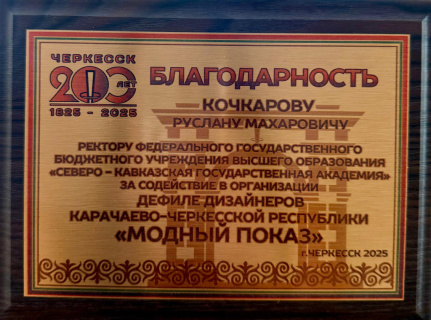 ЧЕРКЕССК
200 ЛЕТ
1825 - 2025
БЛАГОДАРНОСТЬ
КОЧКАРОВУ
РУСЛАНУ МАХАРОВИЧУ
РЕКТОРУ ФЕДЕРАЛЬНОГО ГОСУДАРСТВЕННОГО
БЮДЖЕТНОГО УЧРЕЖДЕНИЯ ВЫСШЕГО ОБРАЗОВАНИЯ
«СЕВЕРО - КАВКАЗСКАЯ ГОСУДАРСТВЕННАЯ АКАДЕМИЯ»
ЗА СОДЕЙСТВИЕ В ОРГАНИЗАЦИИ
ДЕФИЛЕ ДИЗАЙНЕРОВ
КАРАЧАЕВО-ЧЕРКЕССКОЙ РЕСПУБЛИКИ
«МОДНЫЙ ПОКАЗ»
г.ЧЕРКЕССК 2025